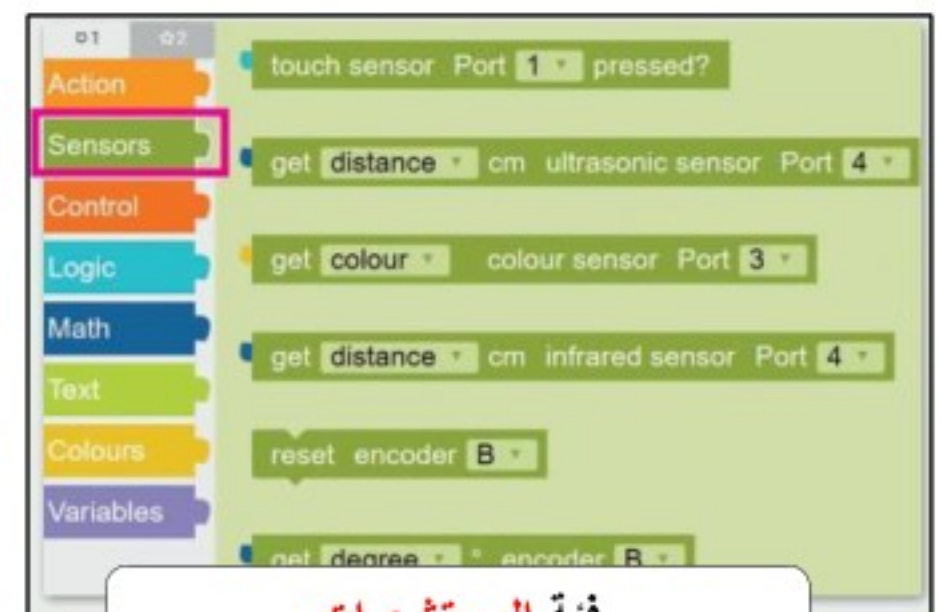 1 2
Action
Sensors
Control
Logic
Math
Text
Colours
Variables
touch sensor Port 1 pressed?
get distance cm ultrasonic sensor Port 4
get colour colour sensor Port 3
get distance cm infrared sensor Port 4
reset encoder B
get degree ° encoder B
فئة المستشعرات